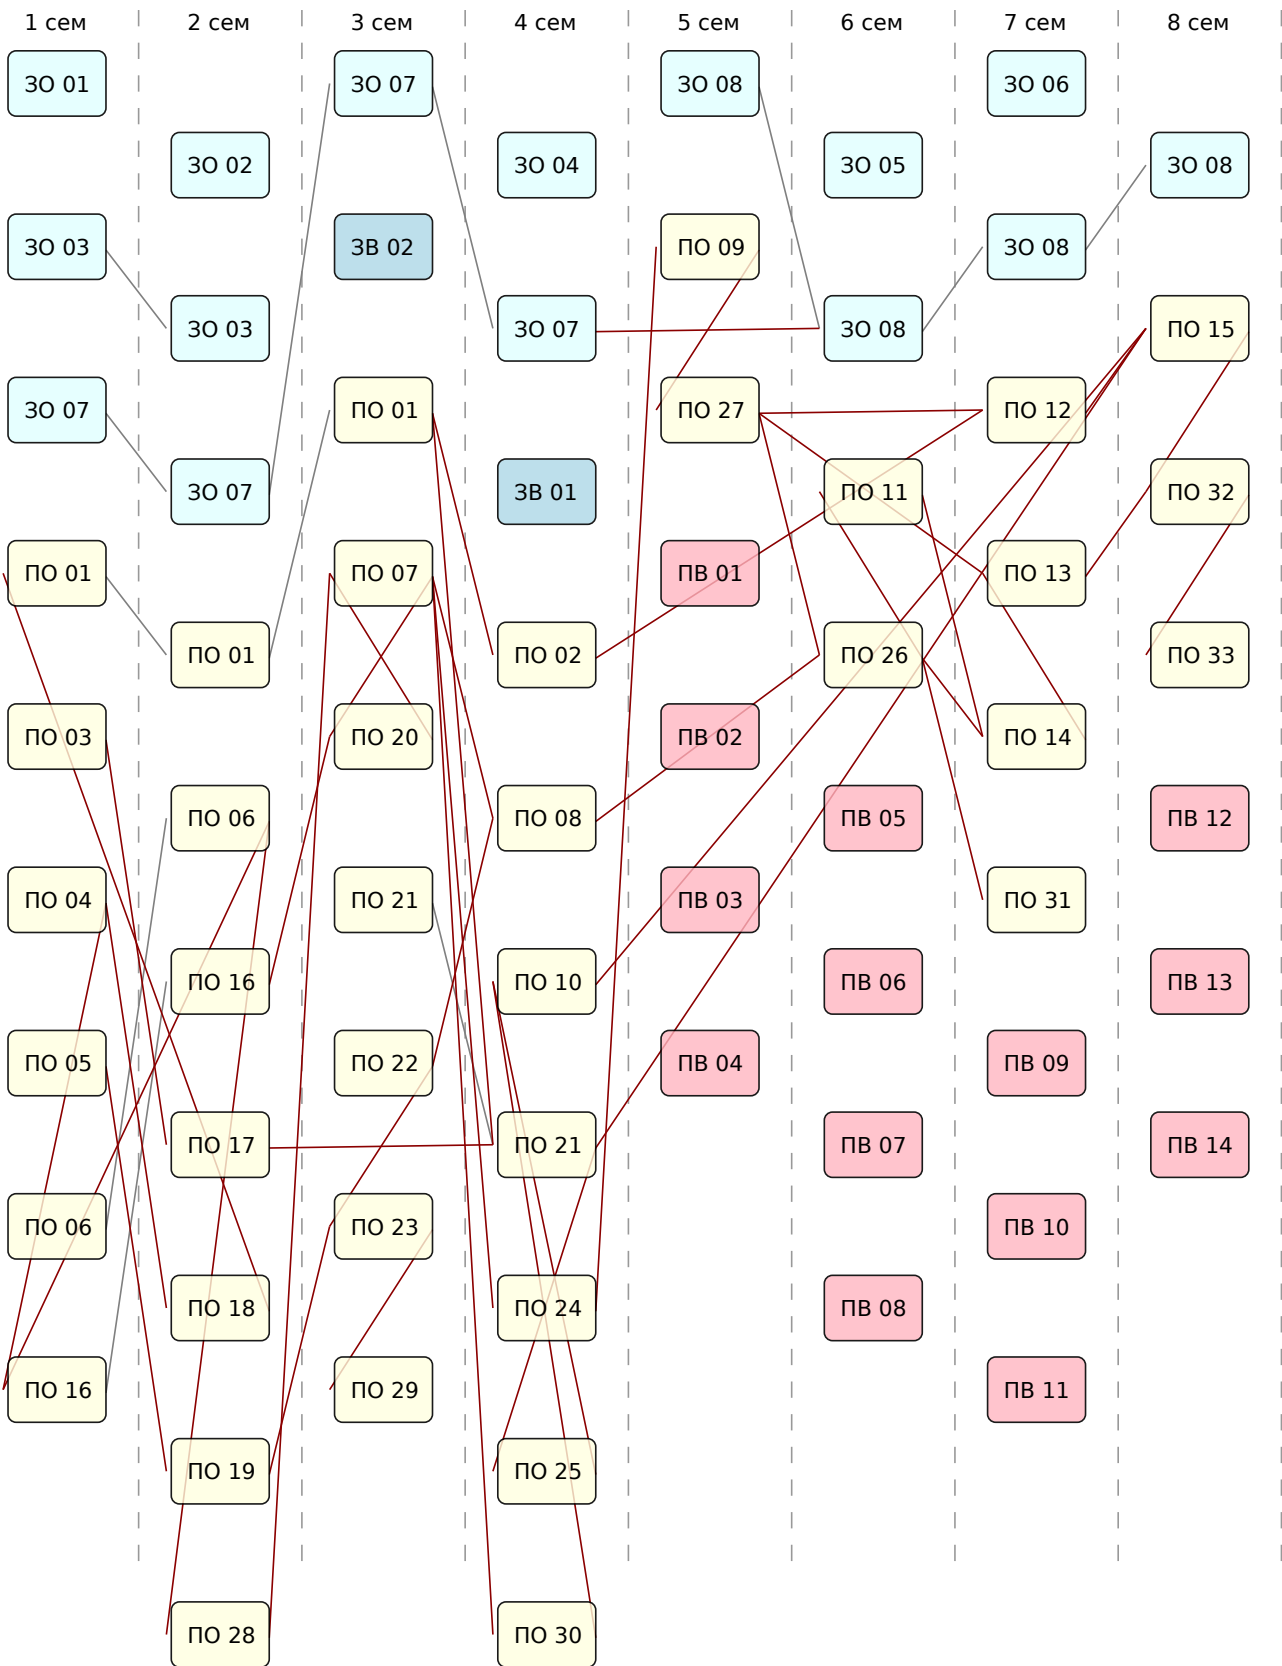 1 сем 2 сем 3 сем 4 сем 5 сем 6 сем 7 сем 8 сем
ЗО 01 ЗО 07 ЗО 08 ЗО 06
ЗО 02 ЗО 04 ЗО 05 ЗО 08
ЗО 03 ЗВ 02 ПО 09 ЗО 08
ЗО 03 ЗО 07 ЗО 08 ПО 15
ЗО 07 ПО 01 ПО 27 ПО 12
ЗО 07 ЗВ 01 ПО 11 ПО 32
ПО 01 ПО 07 ПВ 01 ПО 13
ПО 01 ПО 02 ПО 26 ПО 33
ПО 03 ПО 20 ПВ 02 ПО 14
ПО 06 ПО 08 ПВ 05 ПВ 12
ПО 04 ПО 21 ПВ 03 ПО 31
ПО 16 ПО 10 ПВ 06 ПВ 13
ПО 05 ПО 22 ПВ 04 ПВ 09
ПО 17 ПО 21 ПВ 07 ПВ 14
ПО 06 ПО 23 ПВ 10
ПО 18 ПО 24 ПВ 08
ПО 16 ПО 29 ПВ 11
ПО 19 ПО 25
ПО 28 ПО 30